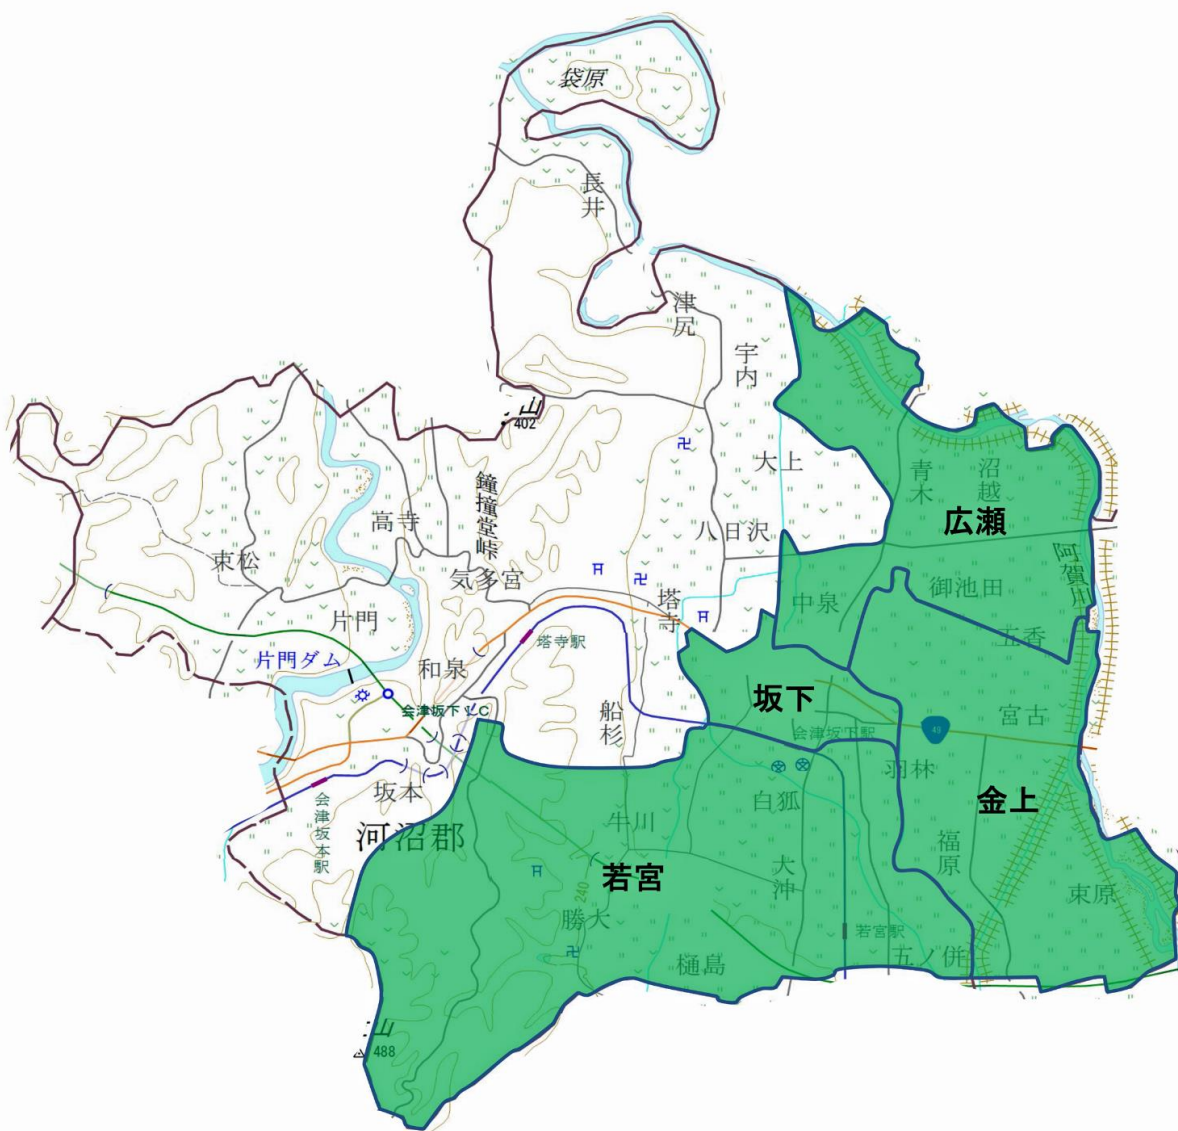 袋原
長井
津尻
宇内
山
402
大上
青木
沼越
鐘撞堂峠
高寺
八日沢
広瀬
束松
気多宮
阿賀川
御池田
片門
塔寺
中泉
五香
塔寺駅
片門ダム
和泉
坂下
船杉
宮古
会津坂下I.C
会津坂下駅
49
羽林
坂本
白狐
金上
会津坂本駅
河沼郡
牛川
福原
大沖
若宮
240
束原
勝大
若宮駅
樋島
五ノ併
山
488